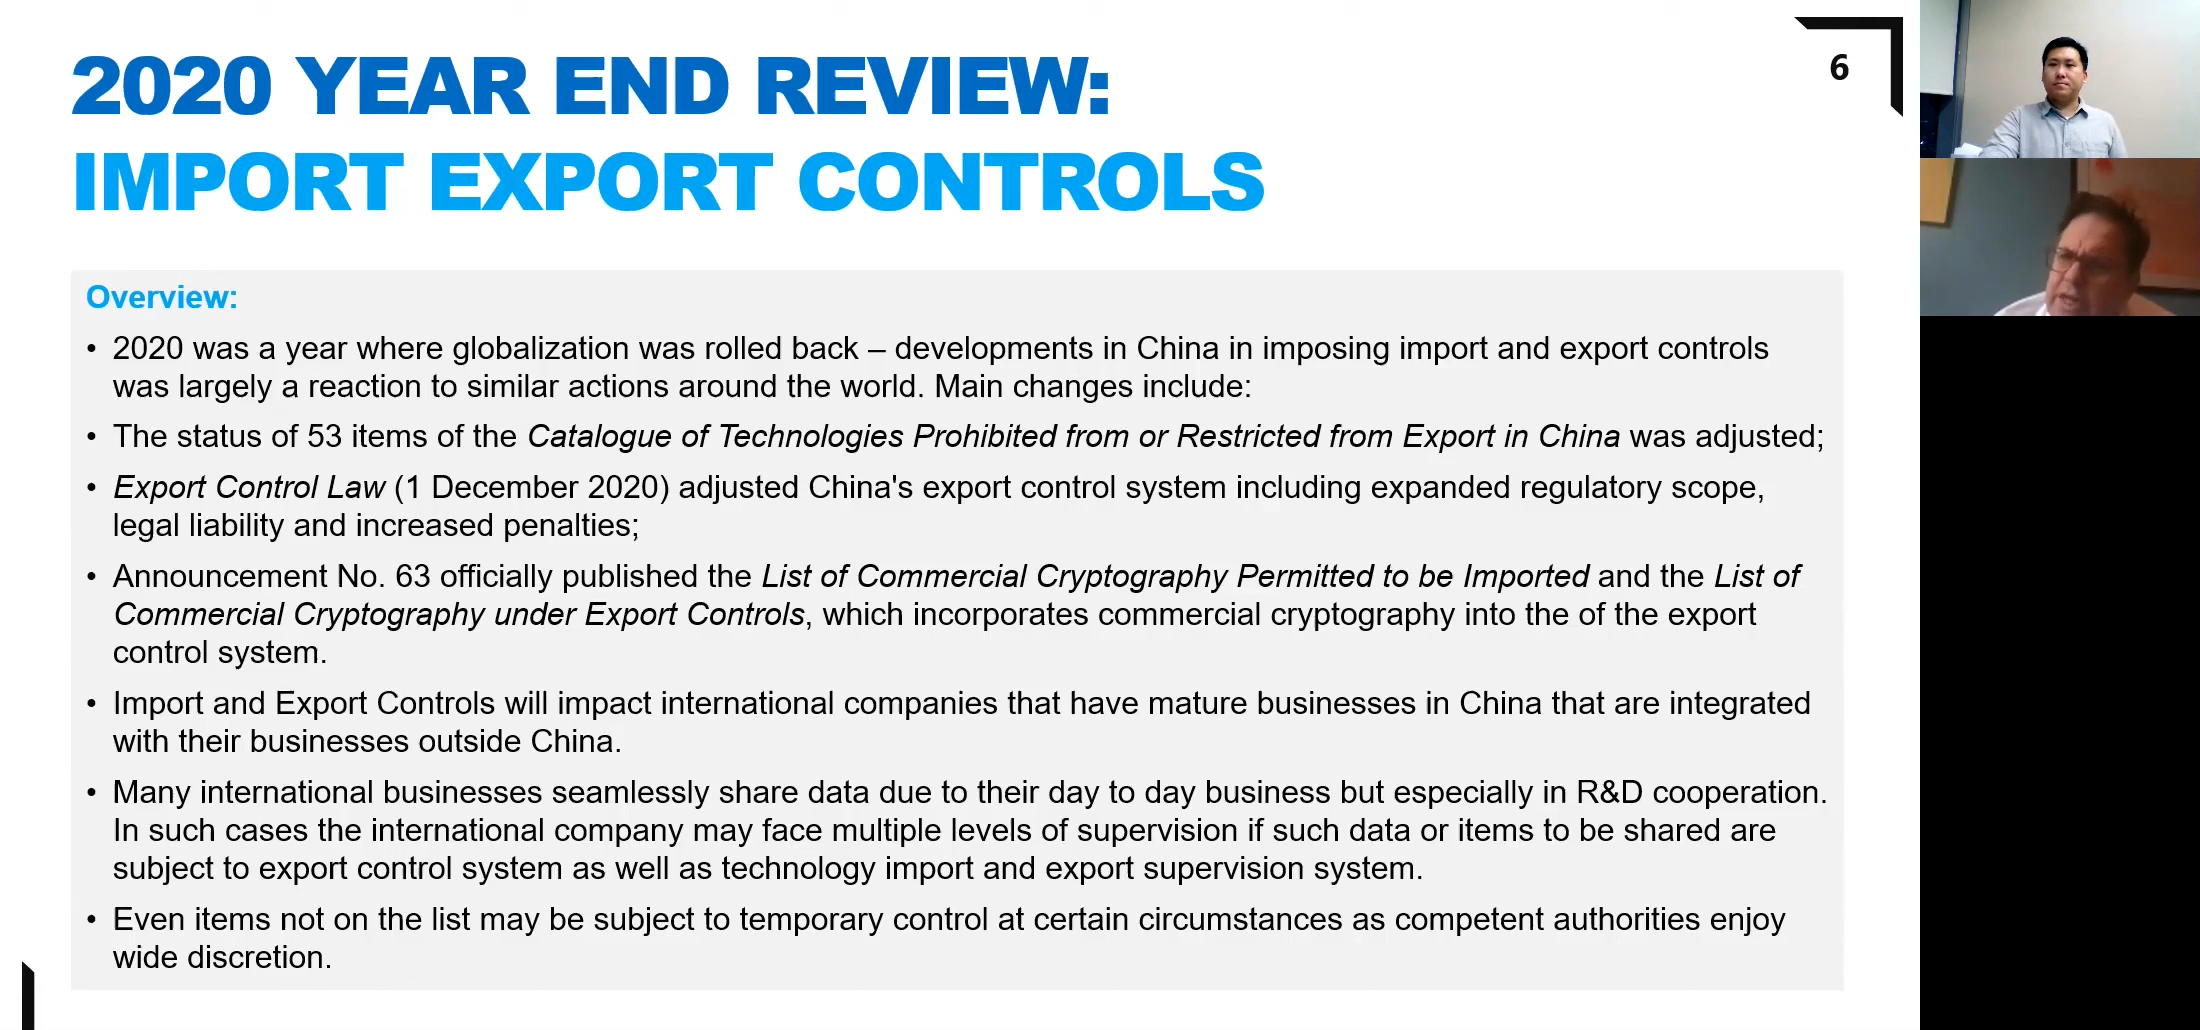 2020 YEAR END REVIEW:
IMPORT EXPORT CONTROLS
6
Overview:
• 2020 was a year where globalization was rolled back – developments in China in imposing import and export controls
was largely a reaction to similar actions around the world. Main changes include:
• The status of 53 items of the Catalogue of Technologies Prohibited from or Restricted from Export in China was adjusted;
• Export Control Law (1 December 2020) adjusted China's export control system including expanded regulatory scope,
legal liability and increased penalties;
• Announcement No. 63 officially published the List of Commercial Cryptography Permitted to be Imported and the List of
Commercial Cryptography under Export Controls, which incorporates commercial cryptography into the of the export
control system.
• Import and Export Controls will impact international companies that have mature businesses in China that are integrated
with their businesses outside China.
• Many international businesses seamlessly share data due to their day to day business but especially in R&D cooperation.
In such cases the international company may face multiple levels of supervision if such data or items to be shared are
subject to export control system as well as technology import and export supervision system.
• Even items not on the list may be subject to temporary control at certain circumstances as competent authorities enjoy
wide discretion.